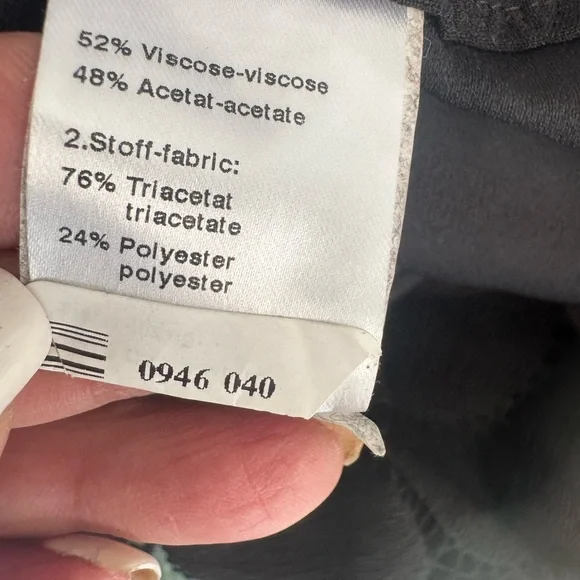 52% Viscose-viscose
48% Acetat-acetate
2.Stoff-fabric:
76% Triacetat
triacetate
24% Polyester
polyester
0946 040